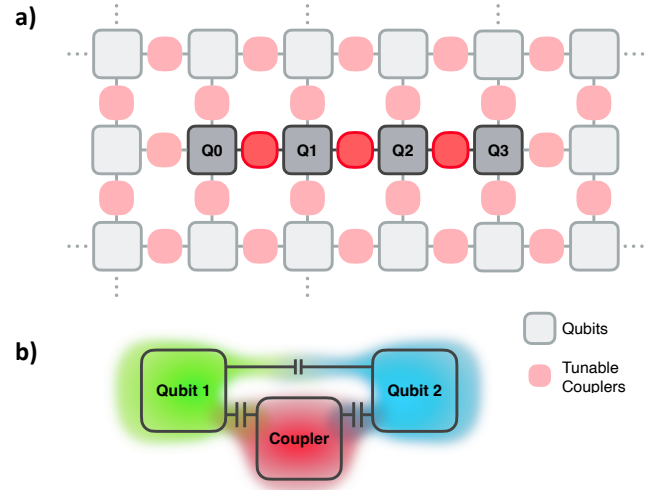 a)
Q0 Q1 Q2 Q3
Qubits
Tunable
Couplers
b)
Qubit 1
Qubit 2
Coupler